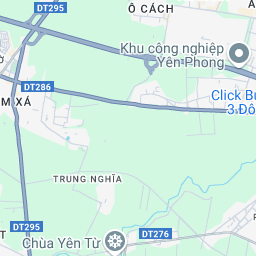 DT295
Ô CÁCH
Khu công nghiệp
Yên Phong
DT286
Click Bu
3 Đô
M XÁ
TRUNG NGHĨA
DT295
DT276
Chùa Yên Từ